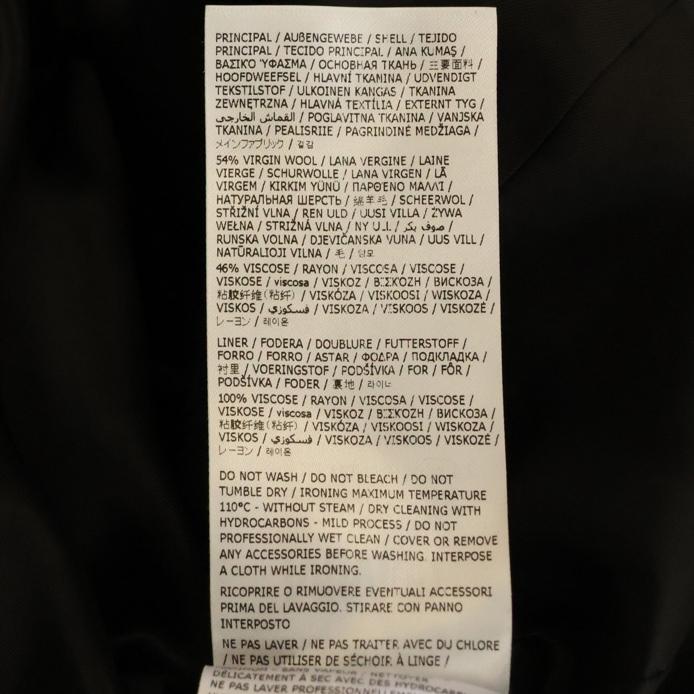 PRINCIPAL / AUßENGEWEBE / SHELL / TEJIDO
PRINCIPAL / TECIDO PRINCIPAL / ANA KUMAŞ /
ΒΑΣΙΚΟ ΎΦΑΣΜΑ / ОСНОВНАЯ ТКАНЬ / 主要面料 /
HOOFDWEEFSEL / HLAVNÍ TKANINA / UDVENDIGT
TEKSTILSTOF / ULKOINEN KANGAS / TKANINA
ZEWNĘTRZNA / HLAVNÁ TEXTÍLIA / EXTERNT TYG /
القماش الخارجي / POGLAVITNA TKANINA / VANJSKA
TKANINA / PEALISRIIE / PAGRINDINĖ MEDŽIAGA /
メインファブリック / 겉감
54% VIRGIN WOOL / LANA VERGINE / LAINE
VIERGE / SCHURWOLLE / LANA VIRGEN / LÃ
VIRGEM / KIRKIM YÜNÜ / ΠΑΡΘΈΝΟ ΜΑΛΛΊ /
НАТУРАЛЬНАЯ ШЕРСТЬ / 绵羊毛 / SCHEERWOL /
STŘIŽNÍ VLNA / REN ULD / UUSI VILLA / ŻYWA
WEŁNA / STRIŽNÁ VLNA / NY ULL / صوف بكر /
RUNSKA VOLNA / DJEVIČANSKA VUNA / UUS VILL /
NATŪRALIOJI VILNA / 毛 / 양모
46% VISCOSE / RAYON / VISCOSA / VISCOSE /
VISKOSE / viscosa / VISKOZ / ΒΙΣΚΟΖΗ / ВИСКОЗА /
粘胶纤维(粘纤) / VISKÓZA / VISKOOSI / WISKOZA /
VISKOS / فسكوزي / VISKOZA / VISKOOS / VISKOZĖ /
レーヨン / 레이온
LINER / FODERA / DOUBLURE / FUTTERSTOFF /
FORRO / FORRO / ASTAR / ΦΌΔΡΑ / ПОДКЛАДКА /
衬里 / VOERINGSTOF / PODŠÍVKA / FOR / FÔR /
PODŠÍVKA / FODER / 裏地 / 라이너
100% VISCOSE / RAYON / VISCOSA / VISCOSE /
VISKOSE / viscosa / VISKOZ / ΒΙΣΚΟΖΗ / ВИСКОЗА /
粘胶纤维(粘纤) / VISKÓZA / VISKOOSI / WISKOZA /
VISKOS / فسكوزي / VISKOZA / VISKOOS / VISKOZĖ /
レーヨン / 레이온
DO NOT WASH / DO NOT BLEACH / DO NOT
TUMBLE DRY / IRONING MAXIMUM TEMPERATURE
110°C - WITHOUT STEAM / DRY CLEANING WITH
HYDROCARBONS - MILD PROCESS / DO NOT
PROFESSIONALLY WET CLEAN / COVER OR REMOVE
ANY ACCESSORIES BEFORE WASHING. INTERPOSE
A CLOTH WHILE IRONING.
RICOPRIRE O RIMUOVERE EVENTUALI ACCESSORI
PRIMA DEL LAVAGGIO. STIRARE CON PANNO
INTERPOSTO
NE PAS LAVER / NE PAS TRAITER AVEC DU CHLORE
/ NE PAS UTILISER DE SÉCHOIR À LINGE /
DÉLICATEMENT À SEC AVEC DES
NE PAS LAVER